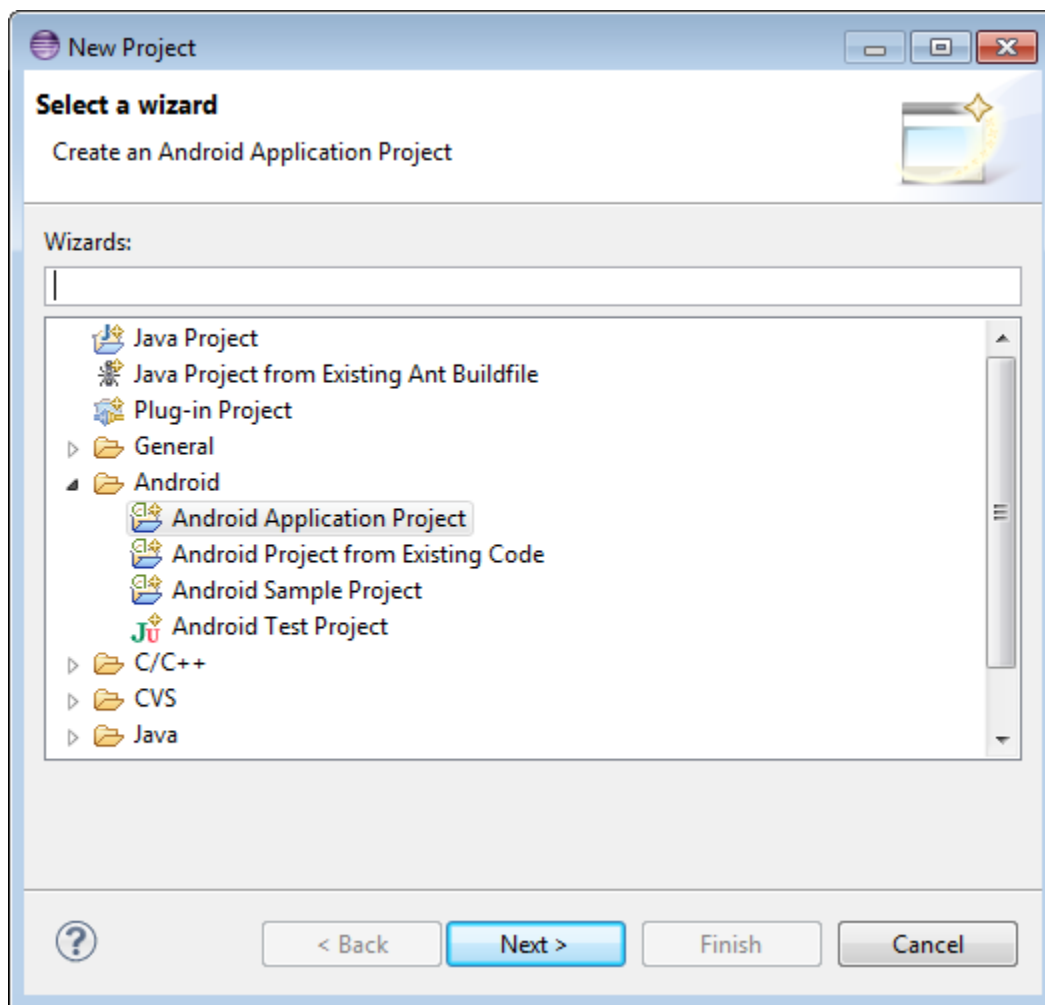 New Project
Select a wizard
Create an Android Application Project
Wizards:
Java Project
Java Project from Existing Ant Buildfile
Plug-in Project
General
Android
Android Application Project
Android Project from Existing Code
Android Sample Project
Android Test Project
C/C++
CVS
Java
< Back Next > Finish Cancel